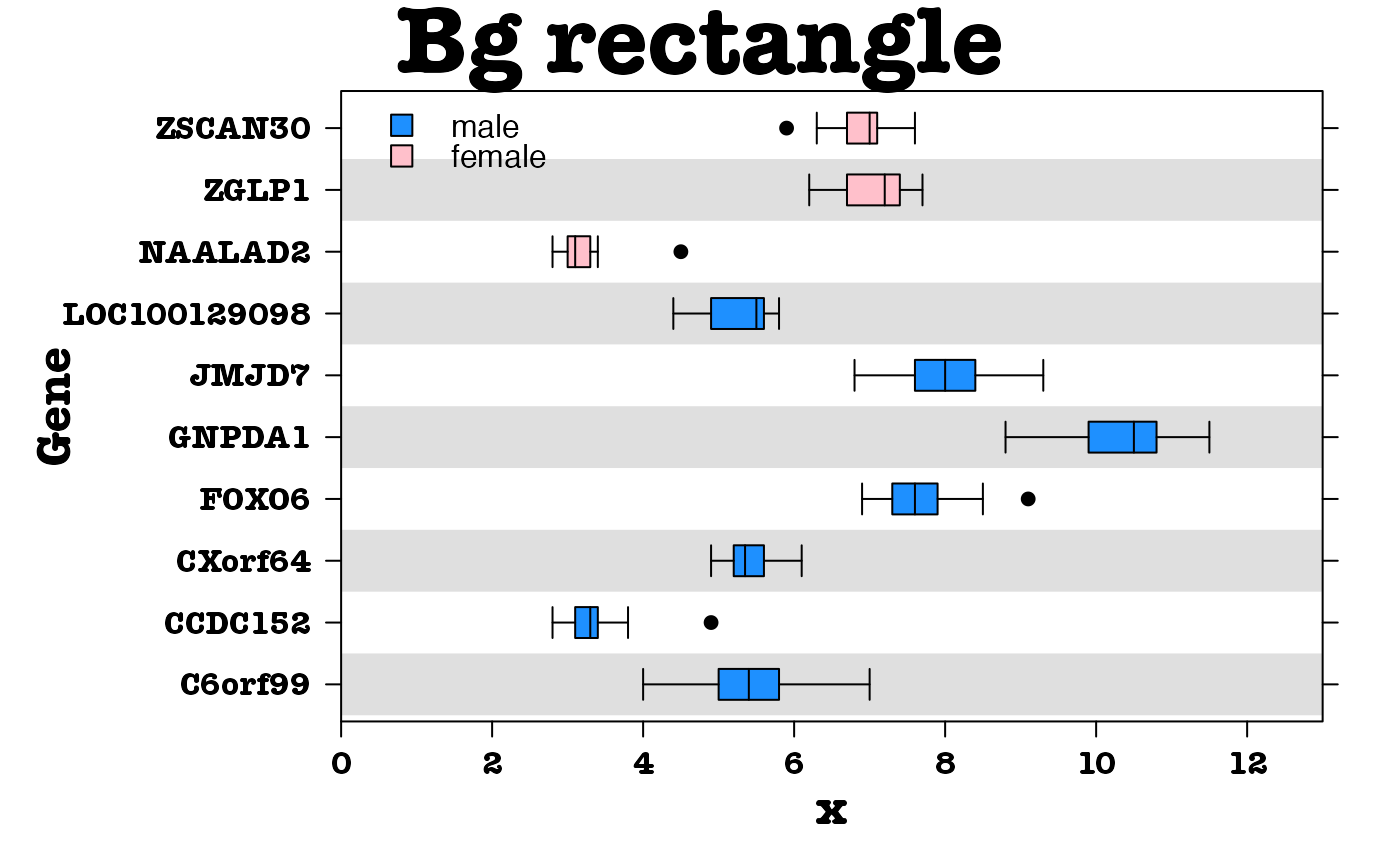 Bg rectangle
male
female
ZSCAN30
ZGLP1
NAALAD2
LOC100129098
JMJD7
GNPDA1
FOXO6
CXorf64
CCDC152
C6orf99
Gene
0 2 4 6 8 10 12
x